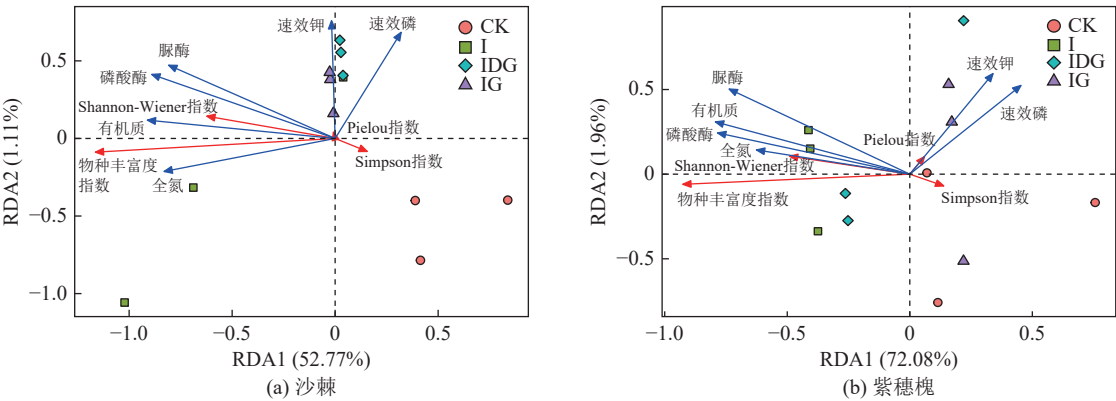 速效钾
速效磷
脲酶
磷酸酶
Shannon-Wiener指数
有机质
物种丰富度
指数
全氮
Pielou指数
Simpson指数
CK
I
IDG
IG
0.5
0
−0.5
−1.0
RDA2 (1.11%)
−1.0
−0.5
0
0.5
RDA1 (52.77%)
(a) 沙棘
CK
I
IDG
IG
速效钾
速效磷
脲酶
有机质
磷酸酶
全氮
Pielou指数
Shannon-Wiener指数
物种丰富度指数
Simpson指数
0.5
0
−0.5
RDA2 (1.96%)
−1.0
−0.5
0
0.5
RDA1 (72.08%)
(b) 紫穗槐